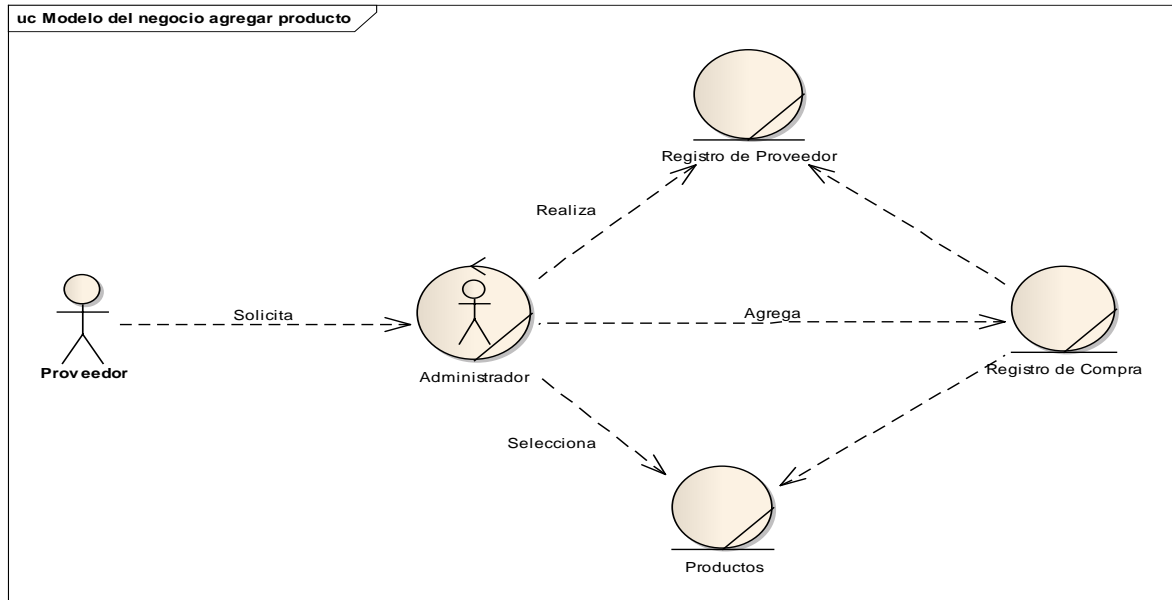 uc Modelo del negocio agregar producto
Registro de Proveedor
Realiza
Solicita
Agrega
Proveedor
Administrador
Registro de Compra
Selecciona
Productos